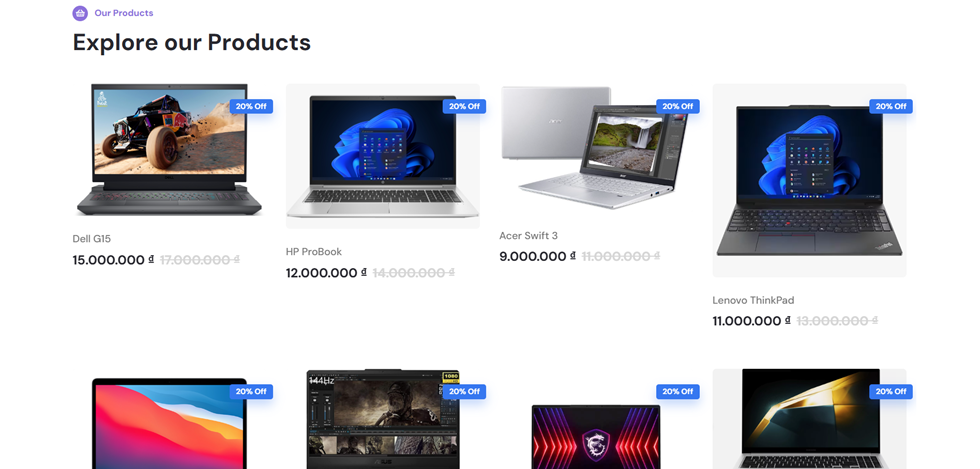 Our Products
Explore our Products
20% Off
20% Off
20% Off
20% Off
Dell G15
15.000.000 ₫ 17.000.000 ₫
HP ProBook
12.000.000 ₫ 14.000.000 ₫
Acer Swift 3
9.000.000 ₫ 11.000.000 ₫
Lenovo ThinkPad
11.000.000 ₫ 13.000.000 ₫
20% Off
144Hz
1080
20% Off
20% Off
20% Off